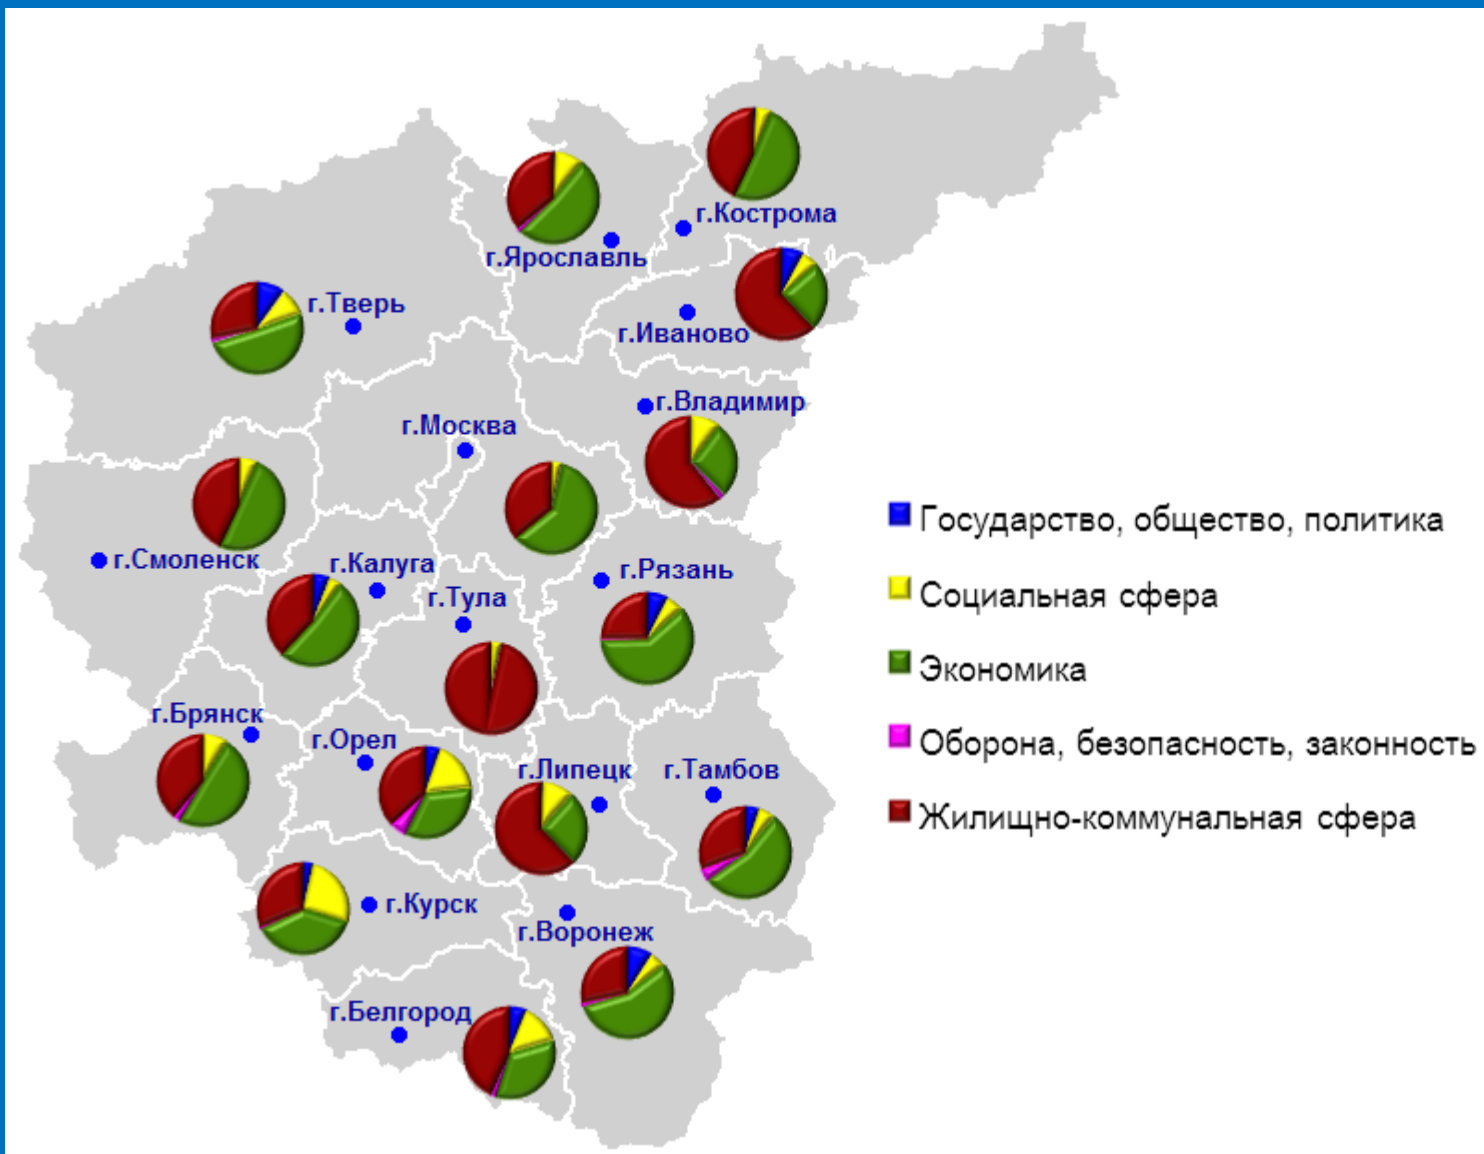 г.Кострома
г.Ярославль
г.Тверь
г.Иваново
г.Владимир
г.Москва
г.Смоленск
г.Калуга
г.Рязань
г.Тула
г.Брянск
г.Орел
г.Липецк
г.Тамбов
г.Курск
г.Воронеж
г.Белгород
Государство, общество, политика
Социальная сфера
Экономика
Оборона, безопасность, законность
Жилищно-коммунальная сфера